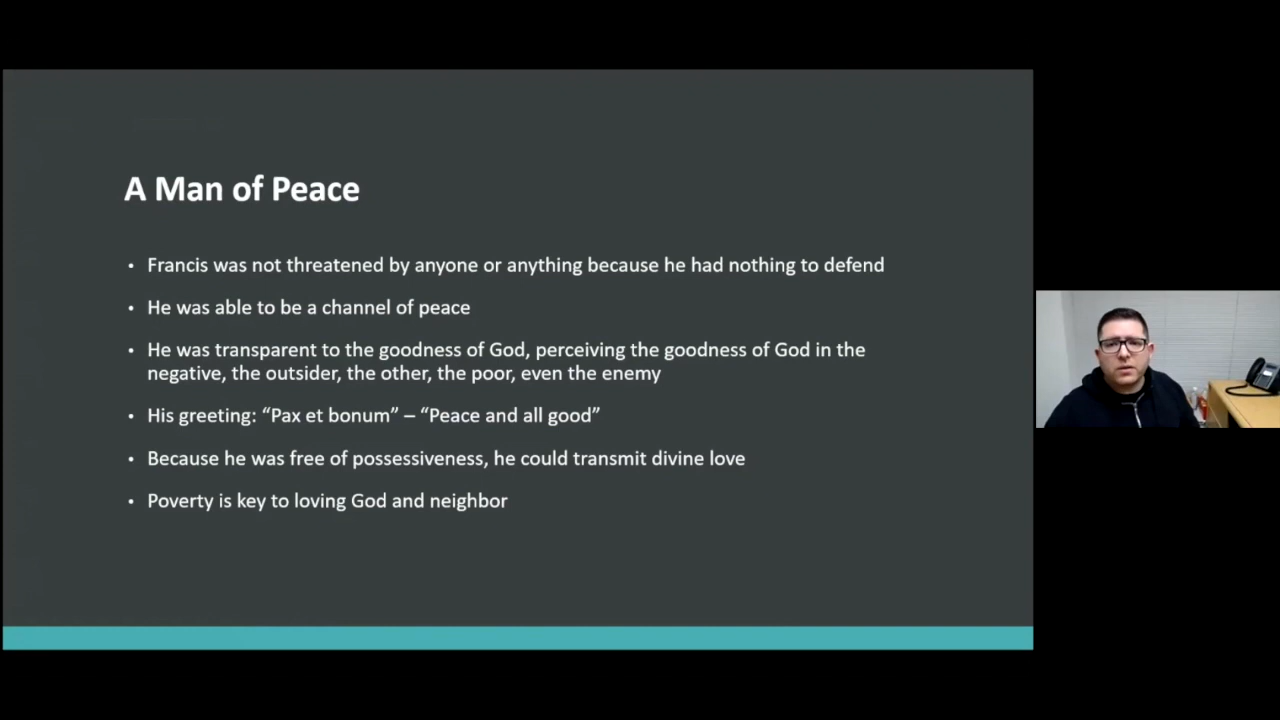 A Man of Peace
• Francis was not threatened by anyone or anything because he had nothing to defend
• He was able to be a channel of peace
• He was transparent to the goodness of God, perceiving the goodness of God in the
negative, the outsider, the other, the poor, even the enemy
• His greeting: “Pax et bonum” – “Peace and all good”
• Because he was free of possessiveness, he could transmit divine love
• Poverty is key to loving God and neighbor